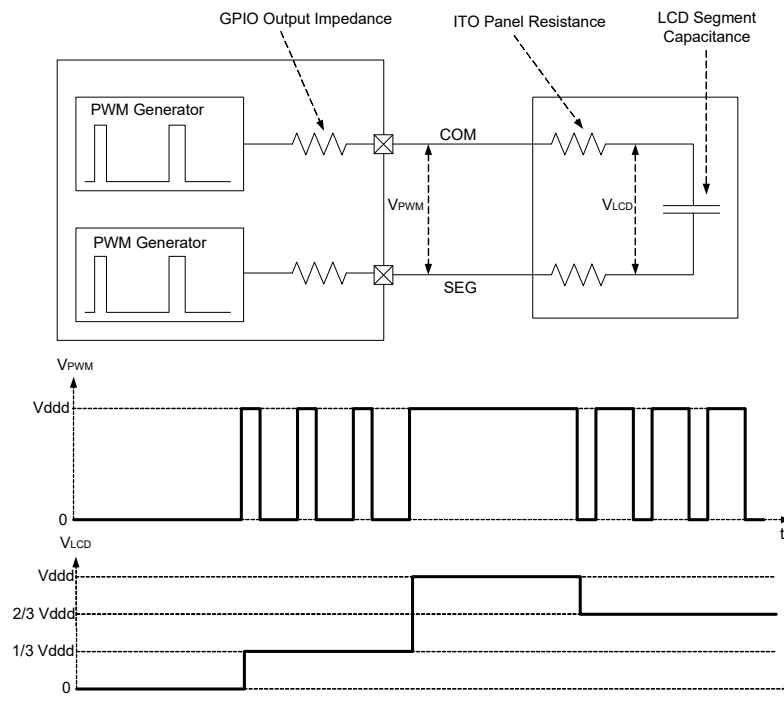 GPIO Output Impedance
ITO Panel Resistance
LCD Segment
Capacitance
PWM Generator
COM
VPWM
VLCD
PWM Generator
SEG
VPWM
Vddd
0
t
VLCD
Vddd
2/3 Vddd
1/3 Vddd
0